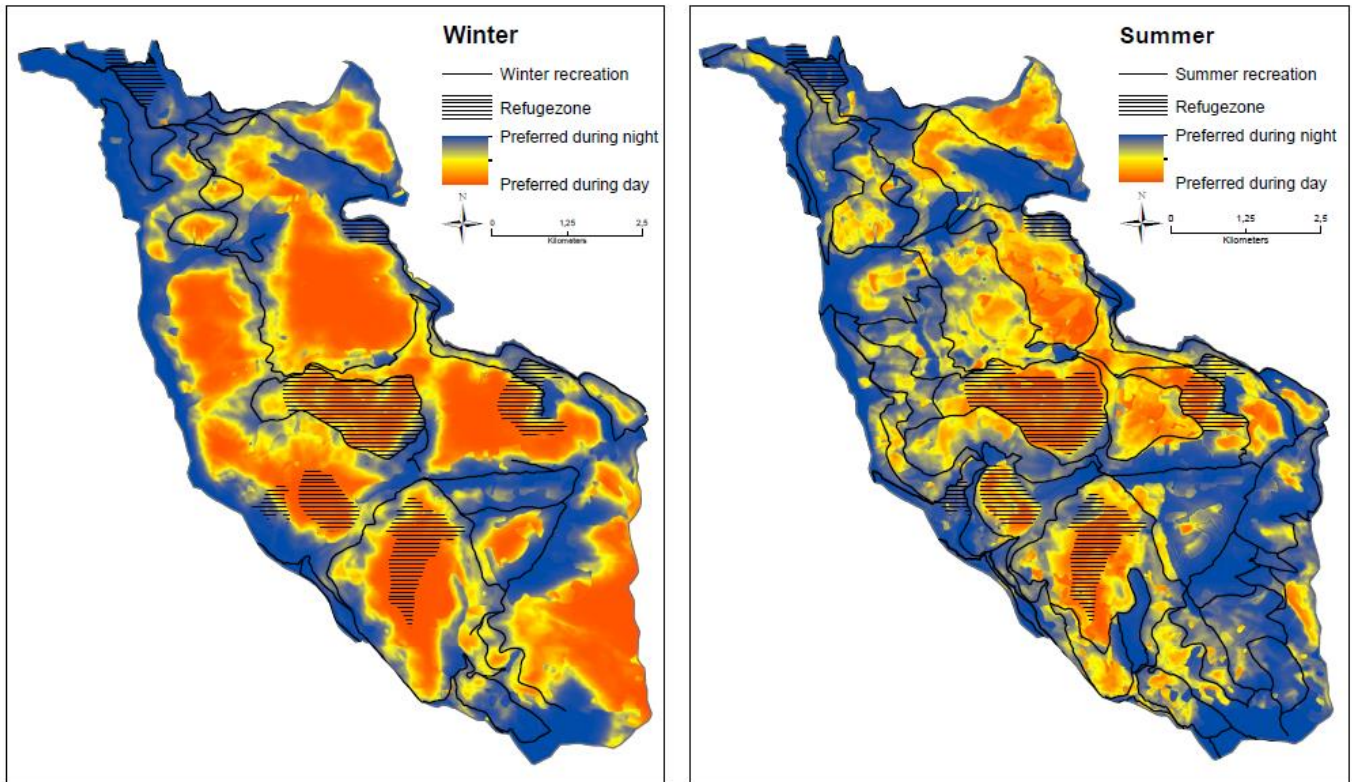 Winter
Winter recreation
Refugezone
Preferred during night
Preferred during day
N
0 1,25 2,5
Kilometers
Summer
Summer recreation
Refugezone
Preferred during night
Preferred during day
N
0 1,25 2,5
Kilometers